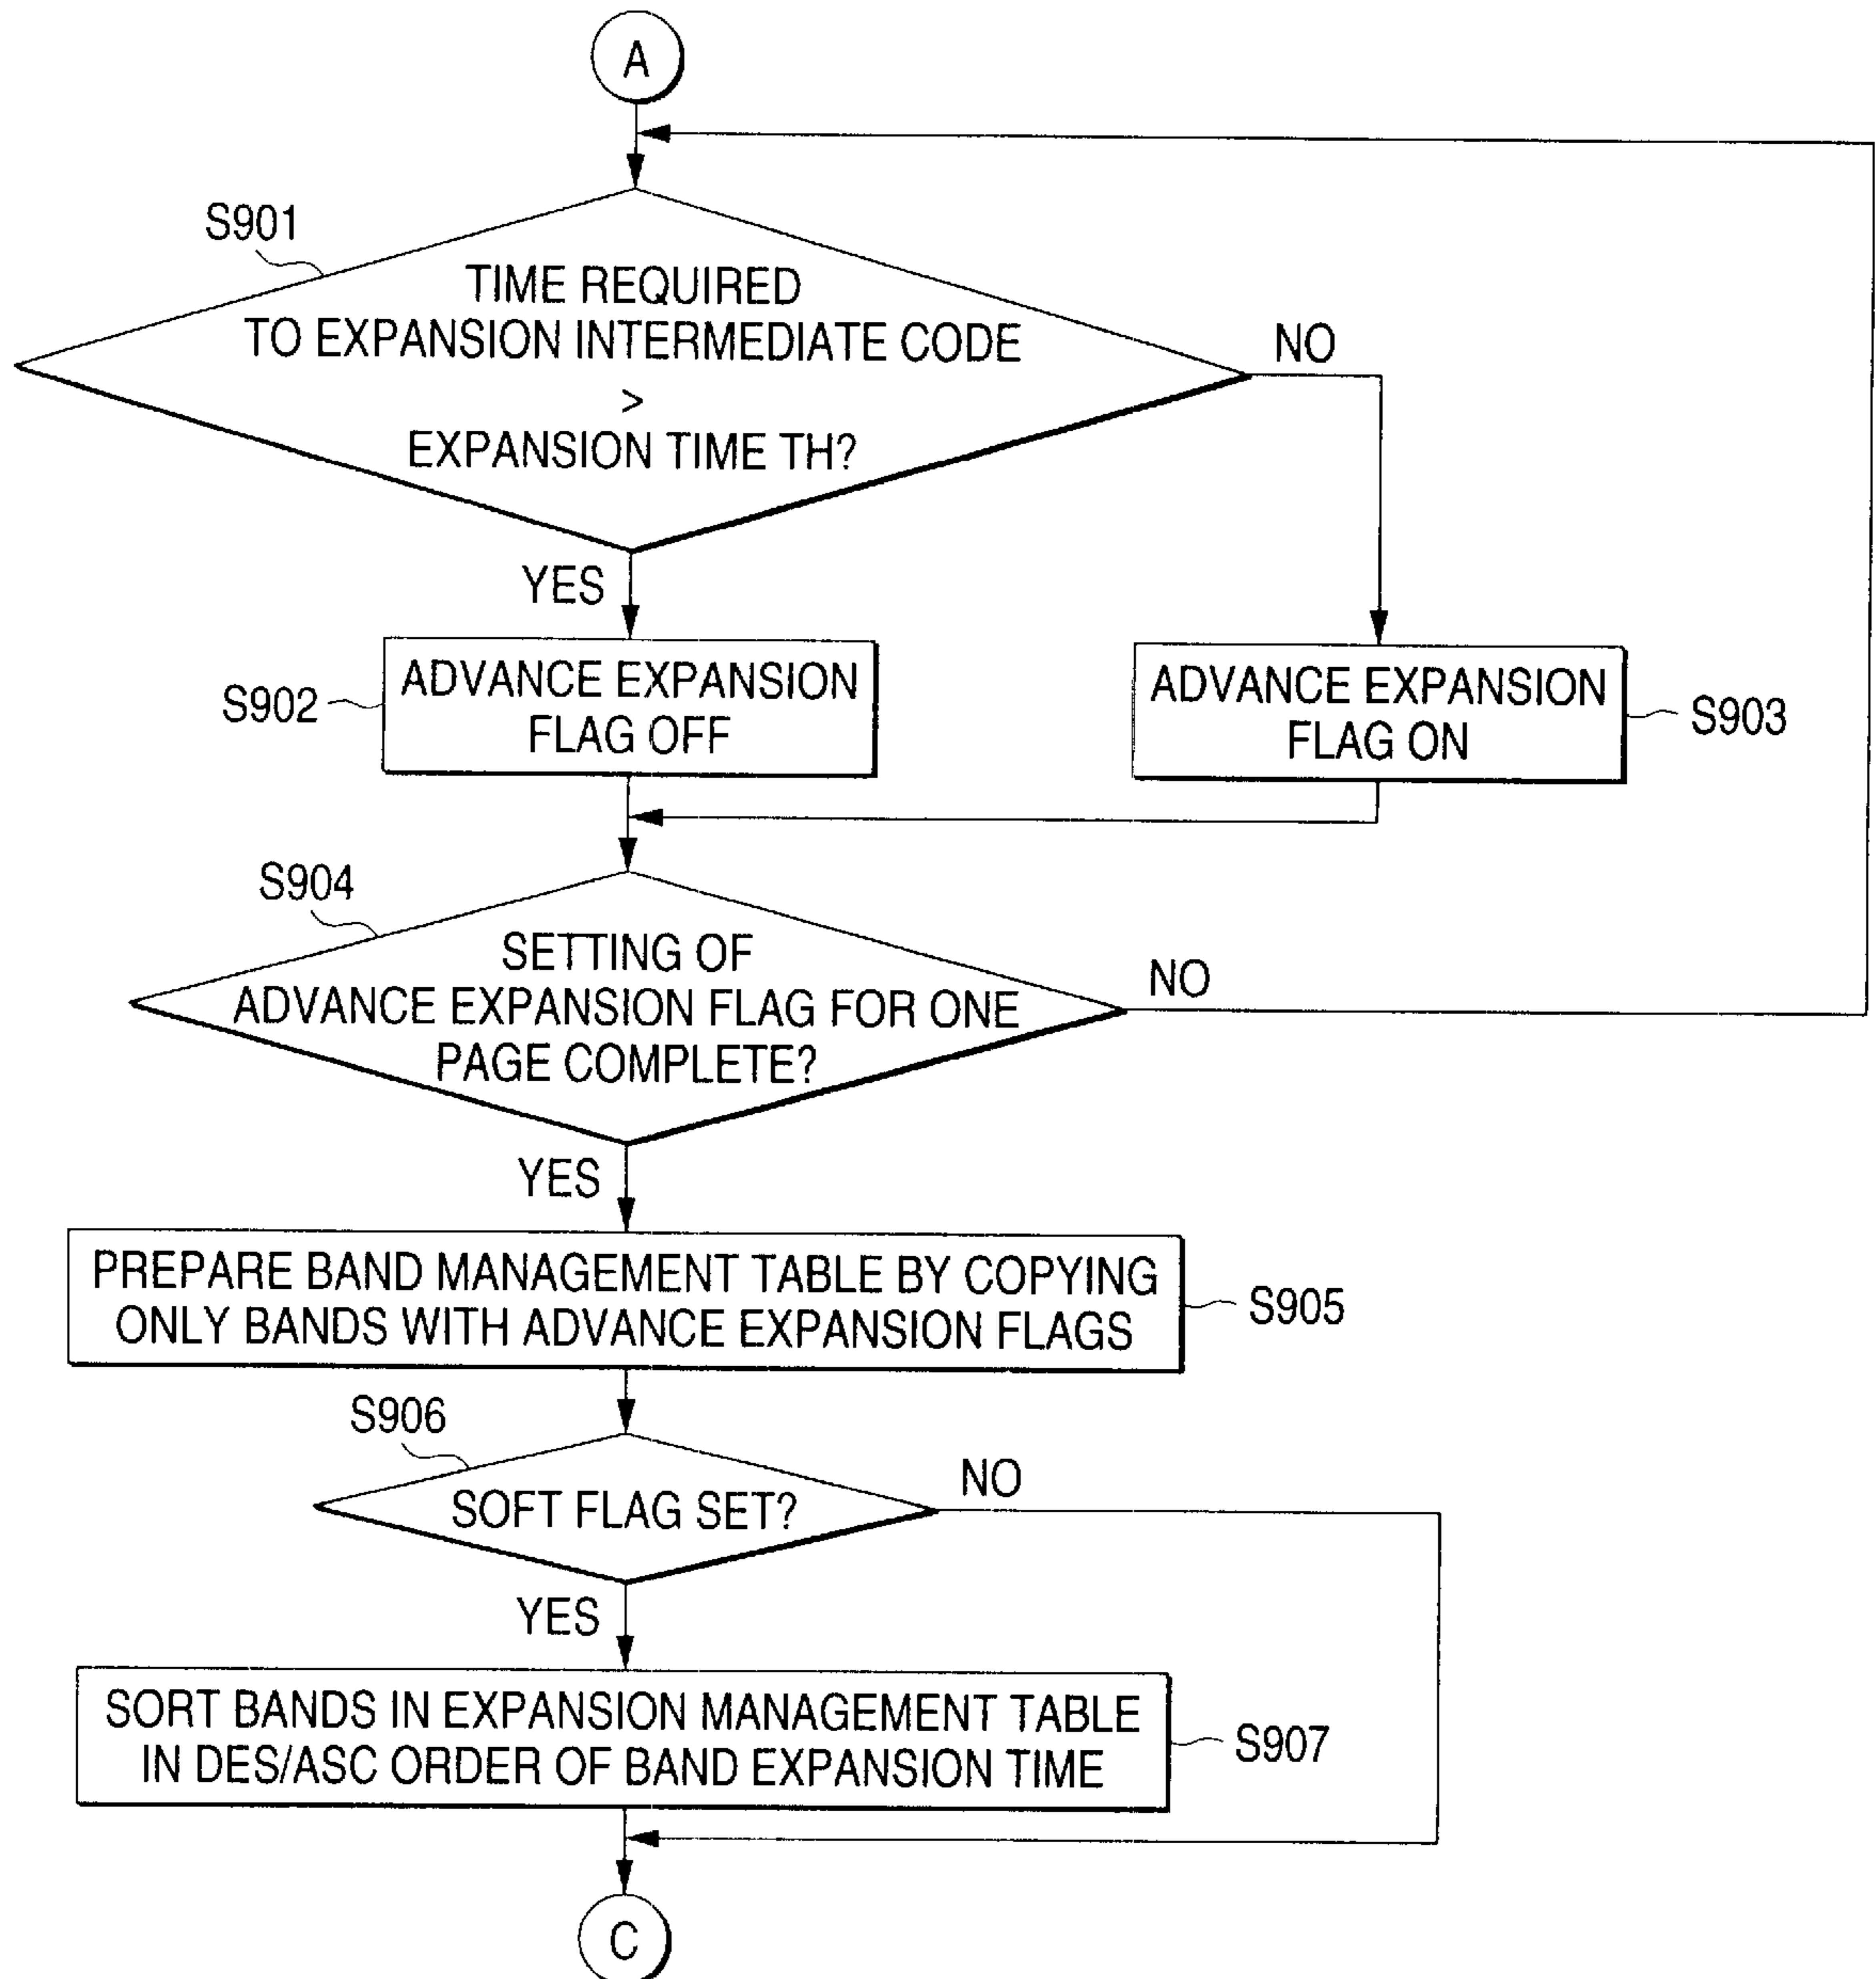 A
S901
TIME REQUIRED
TO EXPANSION INTERMEDIATE CODE
>
EXPANSION TIME TH?
NO
YES
S902
ADVANCE EXPANSION
FLAG OFF
ADVANCE EXPANSION
FLAG ON
S903
S904
SETTING OF
ADVANCE EXPANSION FLAG FOR ONE
PAGE COMPLETE?
NO
YES
PREPARE BAND MANAGEMENT TABLE BY COPYING
ONLY BANDS WITH ADVANCE EXPANSION FLAGS
S905
S906
SOFT FLAG SET?
NO
YES
SORT BANDS IN EXPANSION MANAGEMENT TABLE
IN DES/ASC ORDER OF BAND EXPANSION TIME
S907
C